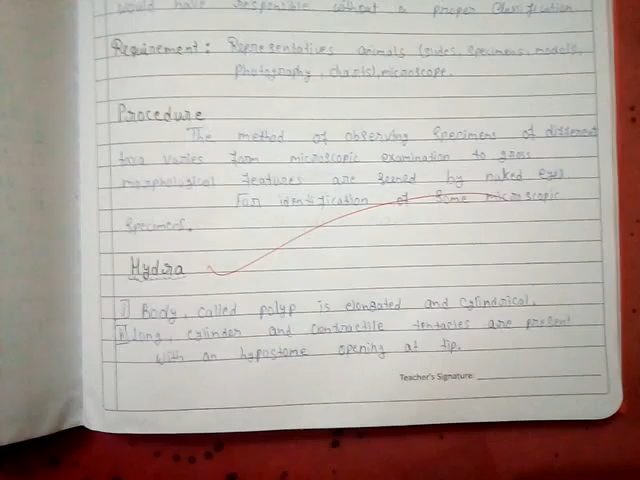 would have responsible without a proper Classification
Requirement: Representatives animals (slides, specimens, models,
Photography, charts), microscope.
Procedure
The method of observing Specimens of different
taxa varies form microscopic examination to gross
morphological features are seened by naked eyes
For identification of some microscopic
Specimens.
Hydra
i) Body, called polyp is elongated and cylindrical.
ii) Long, cylinder and contractile tentacles are present
with an hypostome opening at tip.
Teacher's Signature: